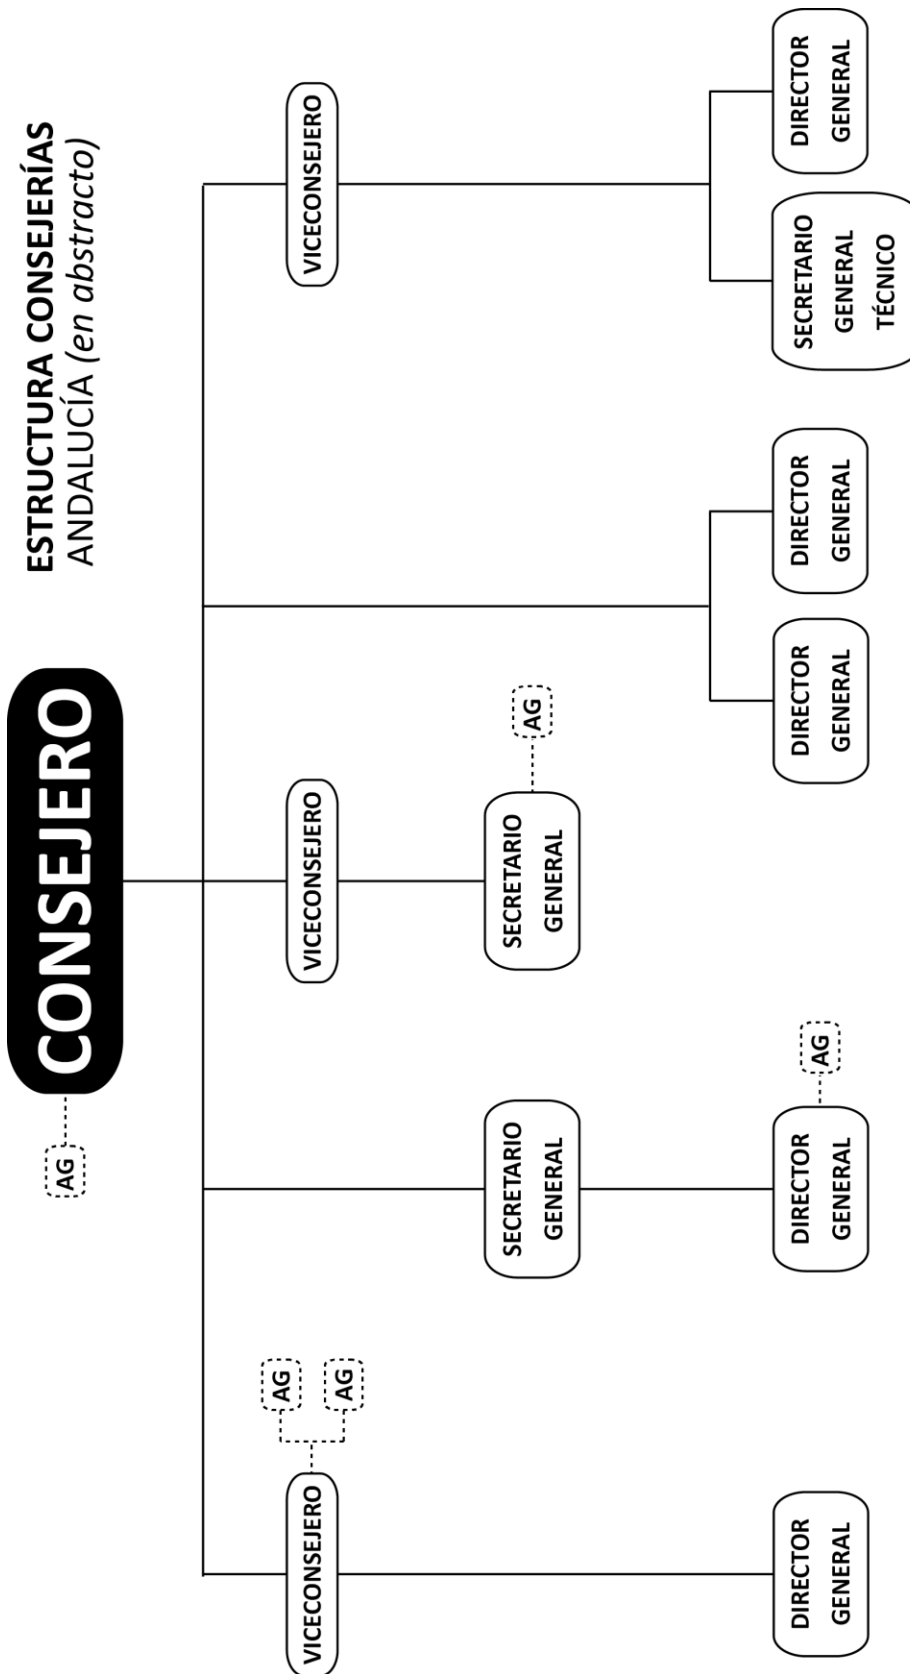 ESTRUCTURA CONSEJERÍAS
ANDALUCÍA (en abstracto)
AG
CONSEJERO
VICECONSEJERO
AG
AG
VICECONSEJERO
VICECONSEJERO
SECRETARIO
GENERAL
SECRETARIO
GENERAL
AG
DIRECTOR
GENERAL
DIRECTOR
GENERAL
AG
DIRECTOR
GENERAL
DIRECTOR
GENERAL
SECRETARIO
GENERAL
TÉCNICO
DIRECTOR
GENERAL